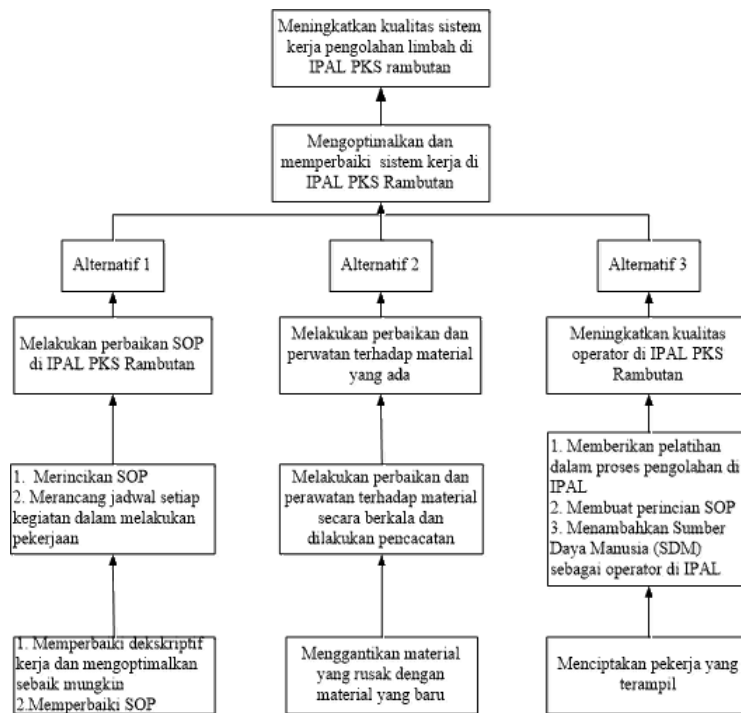 Meningkatkan kualitas sistem
kerja pengolahan limbah di
IPAL PKS rambutan
Mengoptimalkan dan
memperbaiki sistem kerja di
IPAL PKS Rambutan
Alternatif 1
Alternatif 2
Alternatif 3
Melakukan perbaikan SOP
di IPAL PKS Rambutan
Melakukan perbaikan dan
perwatan terhadap material
yang ada
Meningkatkan kualitas
operator di IPAL PKS
Rambutan
1. Merincikan SOP
2. Merancang jadwal setiap
kegiatan dalam melakukan
pekerjaan
Melakukan perbaikan dan
perawatan terhadap material
secara berkala dan
dilakukan pencacatan
1. Memberikan pelatihan
dalam proses pengolahan di
IPAL
2. Membuat perincian SOP
3. Menambahkan Sumber
Daya Manusia (SDM)
sebagai operator di IPAL
1. Memperbaiki dekskriptif
kerja dan mengoptimalkan
sebaik mungkin
2.Memperbaiki SOP
Menggantikan material
yang rusak dengan
material yang baru
Menciptakan pekerja yang
terampil